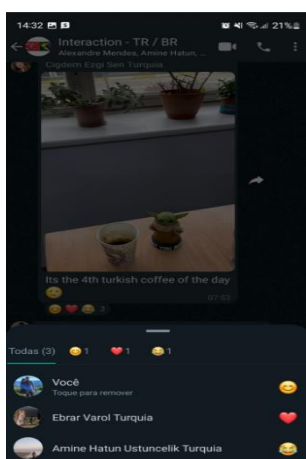 14:32
21%
Interaction - TR / BR
Alexandre Mendes, Amine Hatun, ...
Cigdem Ezgi Sen Turquia
Its the 4th turkish coffee of the day
07:53
3
Todas (3) 1 1 1
Você
Toque para remover
Ebrar Varol Turquia
Amine Hatun Ustuncelik Turquia